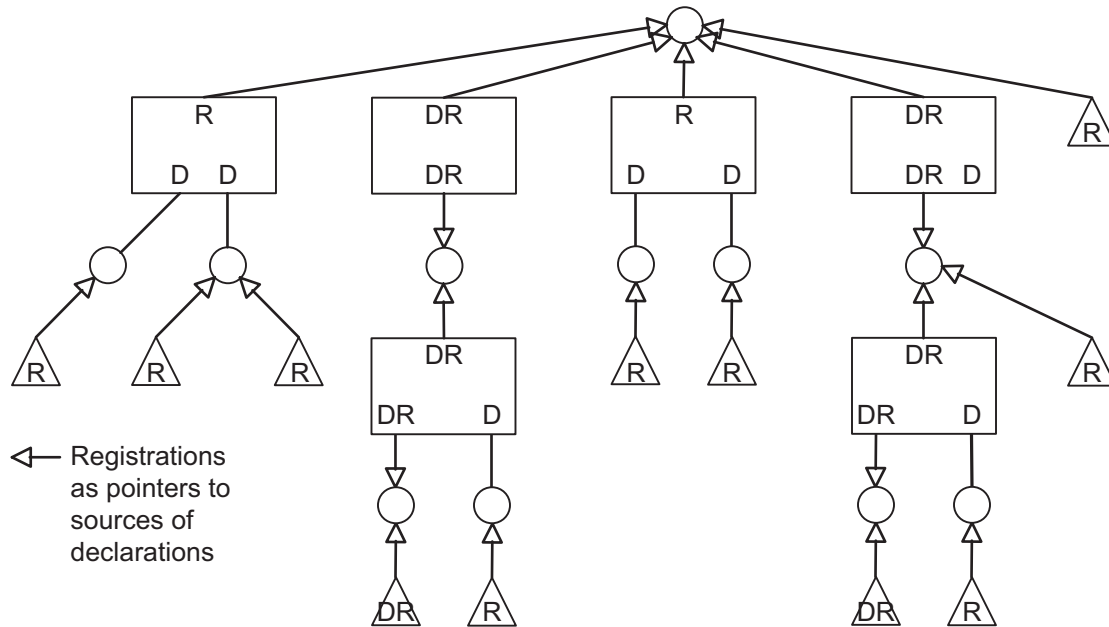 R DR R DR R
D D DR D D DR D
R R R DR R R DR R
DR D DR D
Registrations
as pointers to
sources of
declarations
DR R DR R